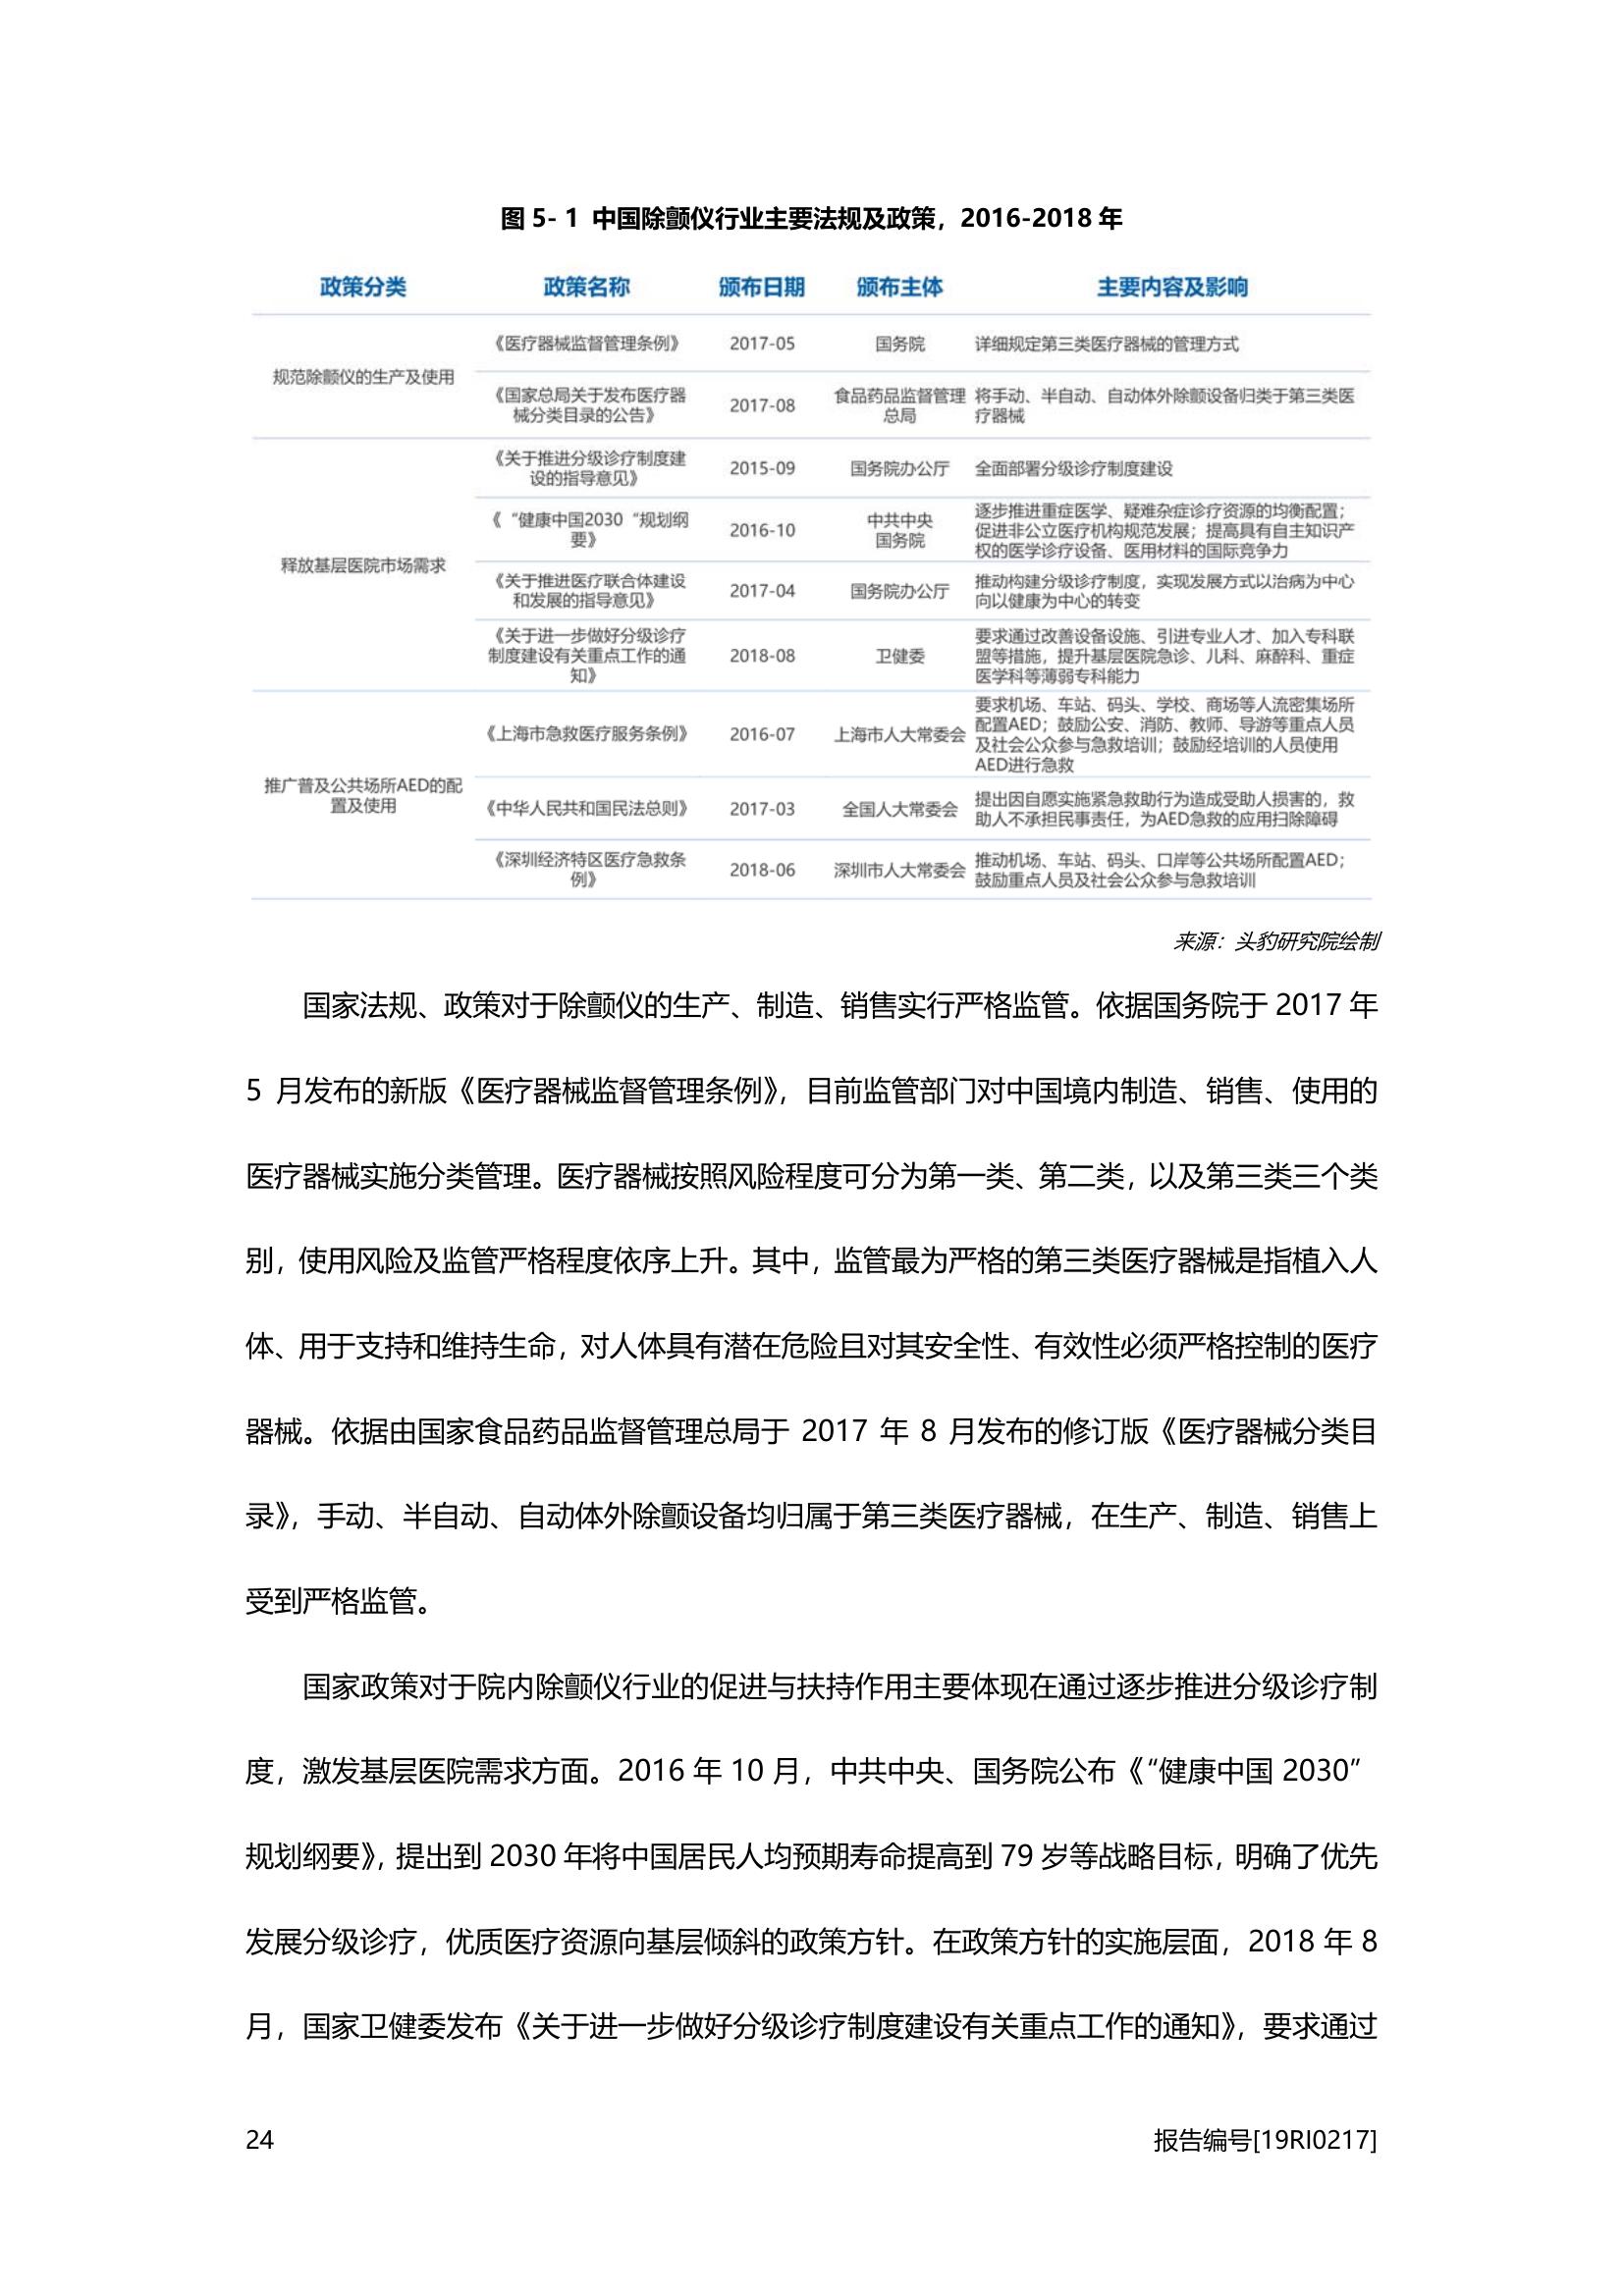 图 5- 1 中国除颤仪行业主要法规及政策，2016-2018 年
政策分类 政策名称 颁布日期 颁布主体 主要内容及影响
规范除颤仪的生产及使用
《医疗器械监督管理条例》 2017-05 国务院 详细规定第三类医疗器械的管理方式
《国家总局关于发布医疗器
械分类目录的公告》
2017-08
食品药品监督管理
总局
将手动、半自动、自动体外除颤设备归类于第三类医
疗器械
释放基层医院市场需求
《关于推进分级诊疗制度建
设的指导意见》
2015-09 国务院办公厅 全面部署分级诊疗制度建设
《“健康中国2030“规划纲
要》
2016-10
中共中央
国务院
逐步推进重症医学、疑难杂症诊疗资源的均衡配置；
促进非公立医疗机构规范发展；提高具有自主知识产
权的医学诊疗设备、医用材料的国际竞争力
《关于推进医疗联合体建设
和发展的指导意见》
2017-04 国务院办公厅
推动构建分级诊疗制度，实现发展方式以治病为中心
向以健康为中心的转变
《关于进一步做好分级诊疗
制度建设有关重点工作的通
知》
2018-08 卫健委
要求通过改善设备设施、引进专业人才、加入专科联
盟等措施，提升基层医院急诊、儿科、麻醉科、重症
医学科等薄弱专科能力
推广普及公共场所AED的配
置及使用
《上海市急救医疗服务条例》 2016-07 上海市人大常委会
要求机场、车站、码头、学校、商场等人流密集场所
配置AED；鼓励公安、消防、教师、导游等重点人员
及社会公众参与急救培训；鼓励经培训的人员使用
AED进行急救
《中华人民共和国民法总则》 2017-03 全国人大常委会
提出因自愿实施紧急救助行为造成受助人损害的，救
助人不承担民事责任，为AED急救的应用扫除障碍
《深圳经济特区医疗急救条
例》
2018-06 深圳市人大常委会
推动机场、车站、码头、口岸等公共场所配置AED；
鼓励重点人员及社会公众参与急救培训
来源：头豹研究院绘制
国家法规、政策对于除颤仪的生产、制造、销售实行严格监管。依据国务院于 2017 年
5 月发布的新版《医疗器械监督管理条例》，目前监管部门对中国境内制造、销售、使用的
医疗器械实施分类管理。医疗器械按照风险程度可分为第一类、第二类，以及第三类三个类
别，使用风险及监管严格程度依序上升。其中，监管最为严格的第三类医疗器械是指植入人
体、用于支持和维持生命，对人体具有潜在危险且对其安全性、有效性必须严格控制的医疗
器械。依据由国家食品药品监督管理总局于 2017 年 8 月发布的修订版《医疗器械分类目
录》，手动、半自动、自动体外除颤设备均归属于第三类医疗器械，在生产、制造、销售上
受到严格监管。
国家政策对于院内除颤仪行业的促进与扶持作用主要体现在通过逐步推进分级诊疗制
度，激发基层医院需求方面。2016 年 10 月，中共中央、国务院公布《“健康中国 2030”
规划纲要》，提出到 2030 年将中国居民人均预期寿命提高到 79 岁等战略目标，明确了优先
发展分级诊疗，优质医疗资源向基层倾斜的政策方针。在政策方针的实施层面，2018 年 8
月，国家卫健委发布《关于进一步做好分级诊疗制度建设有关重点工作的通知》，要求通过
24 报告编号[19RI0217]